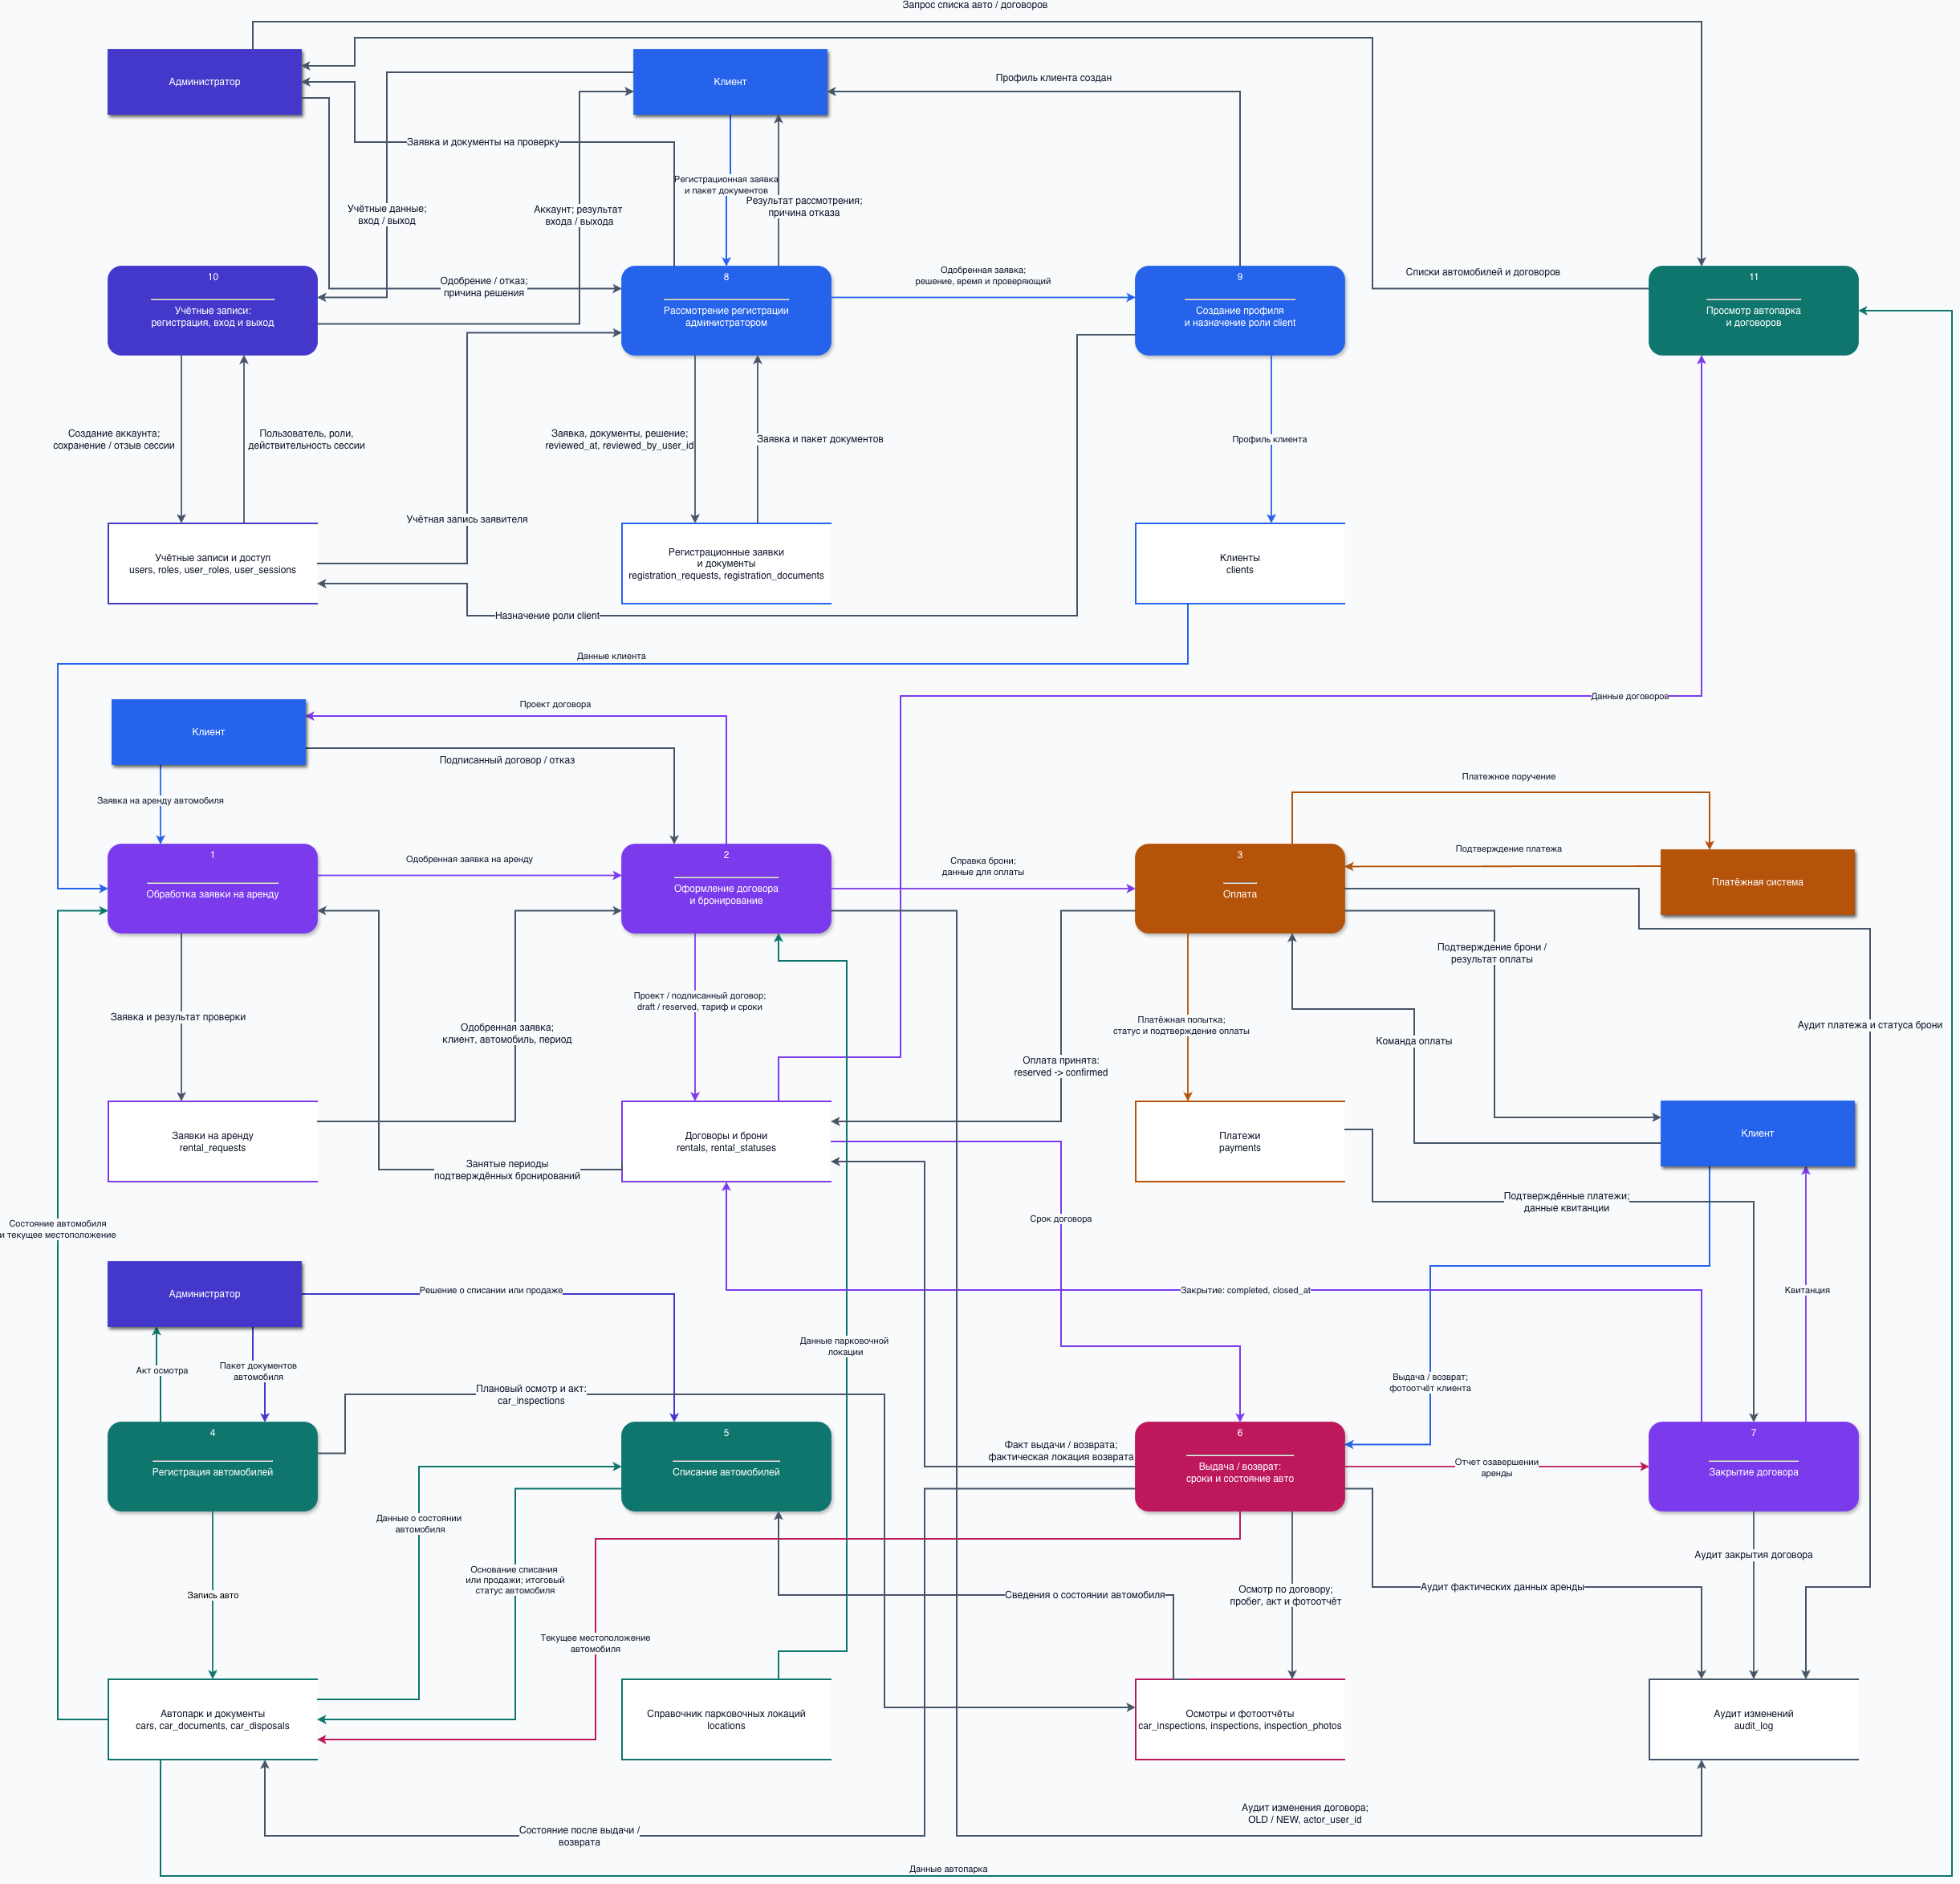 Запрос списка авто / договоров
Администратор
Клиент
Профиль клиента создан
Заявка и документы на проверку
Регистрационная заявка
и пакет документов
Результат рассмотрения;
причина отказа
Учётные данные;
вход / выход
Аккаунт; результат
входа / выхода
Одобрение / отказ;
причина решения
Одобренная заявка;
решение, время и проверяющий
Списки автомобилей и договоров
10
Учётные записи:
регистрация, вход и выход
8
Рассмотрение регистрации
администратором
9
Создание профиля
и назначение роли client
11
Просмотр автопарка
и договоров
Создание аккаунта;
сохранение / отзыв сессии
Пользователь, роли,
действительность сессии
Заявка, документы, решение;
reviewed_at, reviewed_by_user_id
Заявка и пакет документов
Профиль клиента
Учётная запись заявителя
Учётные записи и доступ
users, roles, user_roles, user_sessions
Регистрационные заявки
и документы
registration_requests, registration_documents
Клиенты
clients
Назначение роли client
Данные клиента
Данные договоров
Клиент
Проект договора
Подписанный договор / отказ
Заявка на аренду автомобиля
Платежное поручение
1
Обработка заявки на аренду
Одобренная заявка на аренду
2
Оформление договора
и бронирование
Справка брони;
данные для оплаты
3
Оплата
Подтверждение платежа
Платёжная система
Подтверждение брони /
результат оплаты
Заявка и результат проверки
Одобренная заявка;
клиент, автомобиль, период
Проект / подписанный договор;
draft / reserved, тариф и сроки
Оплата принята:
reserved -> confirmed
Платёжная попытка;
статус и подтверждение оплаты
Команда оплаты
Аудит платежа и статуса брони
Заявки на аренду
rental_requests
Договоры и брони
rentals, rental_statuses
Платежи
payments
Клиент
Занятые периоды
подтверждённых бронирований
Подтверждённые платежи;
данные квитанции
Состояние автомобиля
и текущее местоположение
Срок договора
Администратор
Решение о списании или продаже
Закрытие: completed, closed_at
Квитанция
Данные парковочной
локации
Акт осмотра
Пакет документов
автомобиля
Плановый осмотр и акт:
car_inspections
Выдача / возврат;
фотоотчёт клиента
4
Регистрация автомобилей
5
Списание автомобилей
Факт выдачи / возврата;
фактическая локация возврата
6
Выдача / возврат:
сроки и состояние авто
Отчет озавершении
аренды
7
Закрытие договора
Данные о состоянии
автомобиля
Основание списания
или продажи; итоговый
статус автомобиля
Аудит закрытия договора
Запись авто
Сведения о состоянии автомобиля
Осмотр по договору;
пробег, акт и фотоотчёт
Аудит фактических данных аренды
Текущее местоположение
автомобиля
Автопарк и документы
cars, car_documents, car_disposals
Справочник парковочных локаций
locations
Осмотры и фотоотчёты
car_inspections, inspections, inspection_photos
Аудит изменений
audit_log
Состояние после выдачи /
возврата
Аудит изменения договора;
OLD / NEW, actor_user_id
Данные автопарка